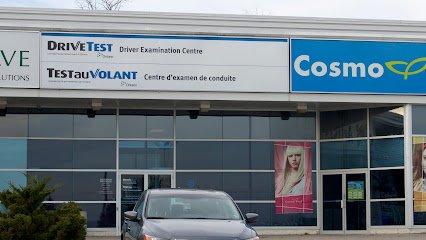 VE
DRIVETEST Driver Examination Centre
OLUTIONS
TESTAUVOLANT Centre d'examen de conduite
Cosmo